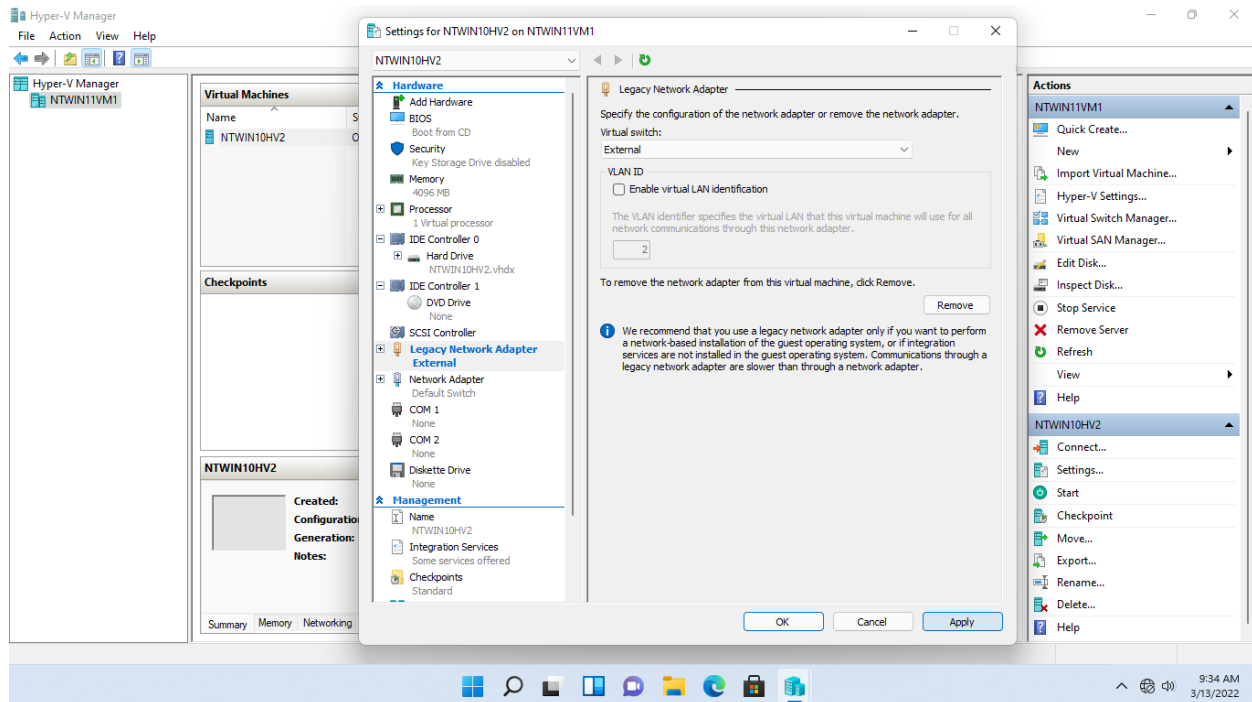 Hyper-V Manager
File Action View Help
Hyper-V Manager
NTWIN11VM1
Virtual Machines
Name S
NTWIN10HV2 O
Checkpoints
NTWIN10HV2
Created:
Configuration
Generation:
Notes:
Summary Memory Networking
Settings for NTWIN10HV2 on NTWIN11VM1
NTWIN10HV2
Hardware
Add Hardware
BIOS
Boot from CD
Security
Key Storage Drive disabled
Memory
4096 MB
Processor
1 Virtual processor
IDE Controller 0
Hard Drive
NTWIN10HV2.vhdx
IDE Controller 1
DVD Drive
None
SCSI Controller
Legacy Network Adapter
External
Network Adapter
Default Switch
COM 1
None
COM 2
None
Diskette Drive
None
Management
Name
NTWIN10HV2
Integration Services
Some services offered
Checkpoints
Standard
Legacy Network Adapter
Specify the configuration of the network adapter or remove the network adapter.
Virtual switch:
External
VLAN ID
Enable virtual LAN identification
The VLAN identifier specifies the virtual LAN that this virtual machine will use for all
network communications through this network adapter.
2
To remove the network adapter from this virtual machine, click Remove.
Remove
We recommend that you use a legacy network adapter only if you want to perform
a network-based installation of the guest operating system, or if integration
services are not installed in the guest operating system. Communications through a
legacy network adapter are slower than through a network adapter.
OK Cancel Apply
Actions
NTWIN11VM1
Quick Create...
New
Import Virtual Machine...
Hyper-V Settings...
Virtual Switch Manager...
Virtual SAN Manager...
Edit Disk...
Inspect Disk...
Stop Service
Remove Server
Refresh
View
Help
NTWIN10HV2
Connect...
Settings...
Start
Checkpoint
Move...
Export...
Rename...
Delete...
Help
9:34 AM
3/13/2022